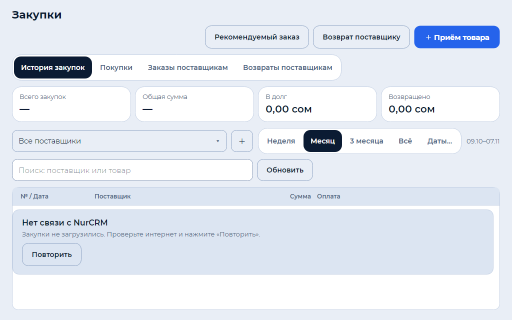 Закупки
Рекомендуемый заказ
Возврат поставщику
+ Приём товара
История закупок
Покупки
Заказы поставщикам
Возвраты поставщикам
Всего закупок
—
Общая сумма
—
В долг
0,00 сом
Возвращено
0,00 сом
Все поставщики
+
Неделя
Месяц
3 месяца
Всё
Даты...
09.10–07.11
Поиск: поставщик или товар
Обновить
№ / Дата
Поставщик
Сумма
Оплата
Нет связи с NurCRM
Закупки не загрузились. Проверьте интернет и нажмите «Повторить».
Повторить